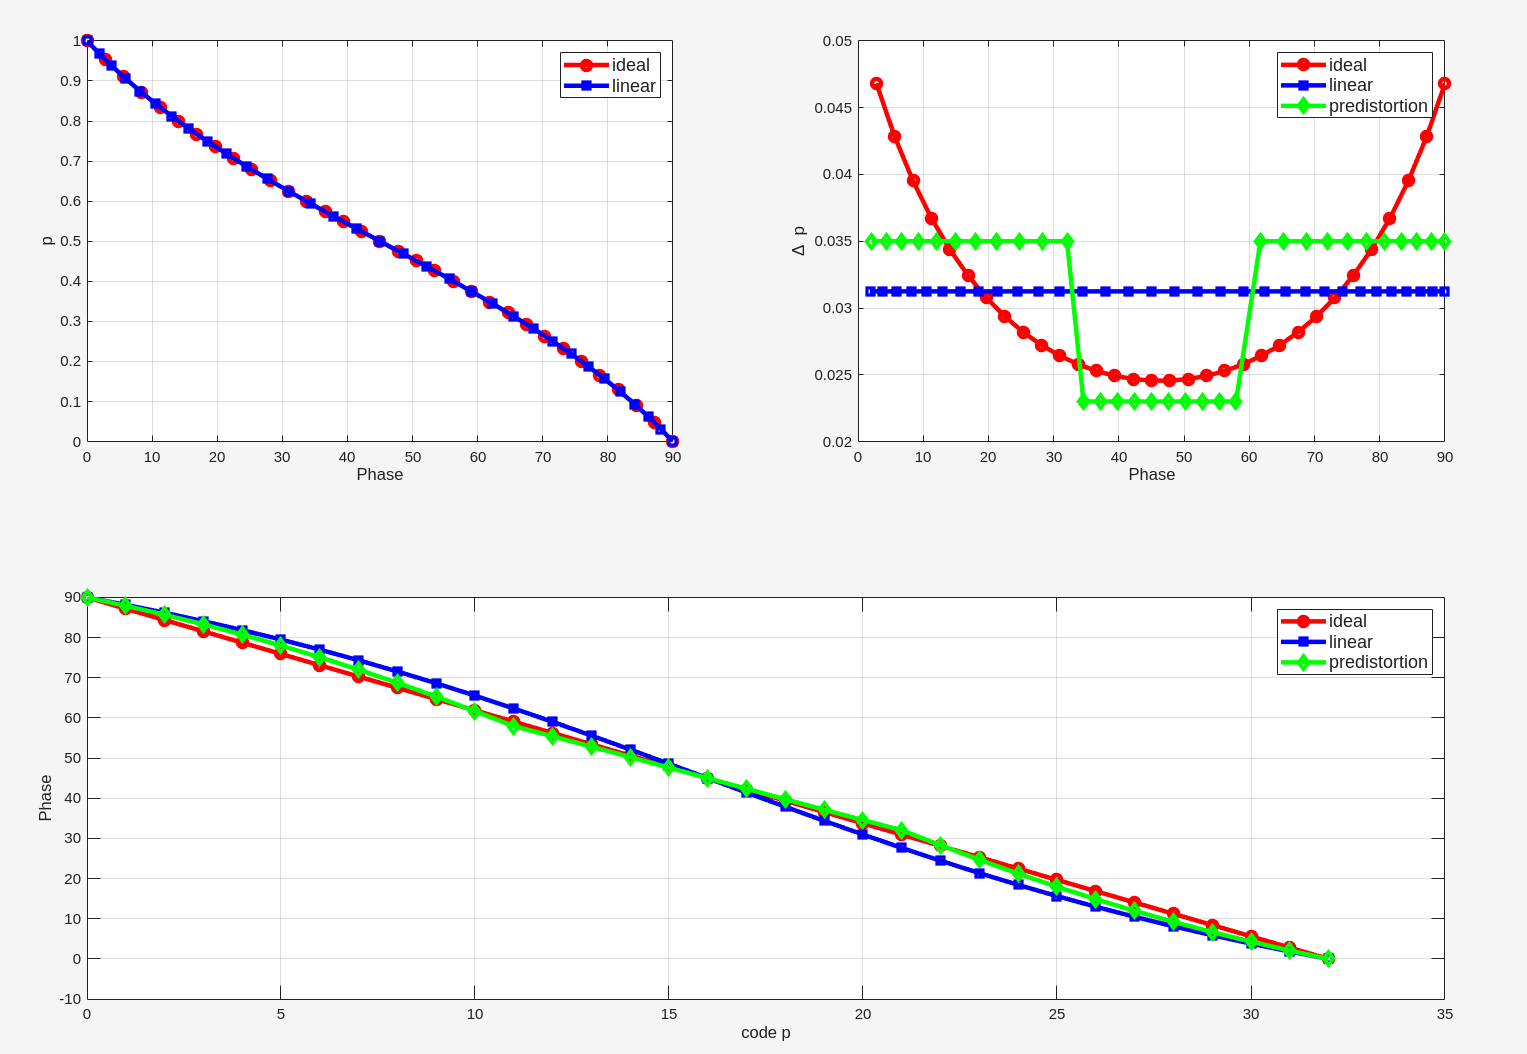 1
0.9
0.8
0.7
0.6
0.5
0.4
0.3
0.2
0.1
0
p
0 10 20 30 40 50 60 70 80 90
Phase
ideal
linear
0.05
0.045
0.04
0.035
0.03
0.025
0.02
Δ p
0 10 20 30 40 50 60 70 80 90
Phase
ideal
linear
predistortion
90
80
70
60
50
40
30
20
10
0
-10
Phase
0 5 10 15 20 25 30 35
code p
ideal
linear
predistortion